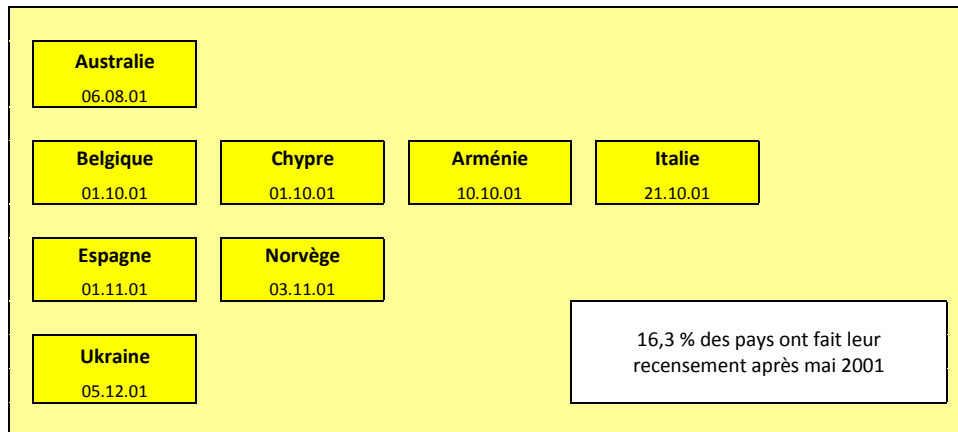 Australie
06.08.01
Belgique
01.10.01
Chypre
01.10.01
Arménie
10.10.01
Italie
21.10.01
Espagne
01.11.01
Norvège
03.11.01
Ukraine
05.12.01
16,3 % des pays ont fait leur
recensement après mai 2001